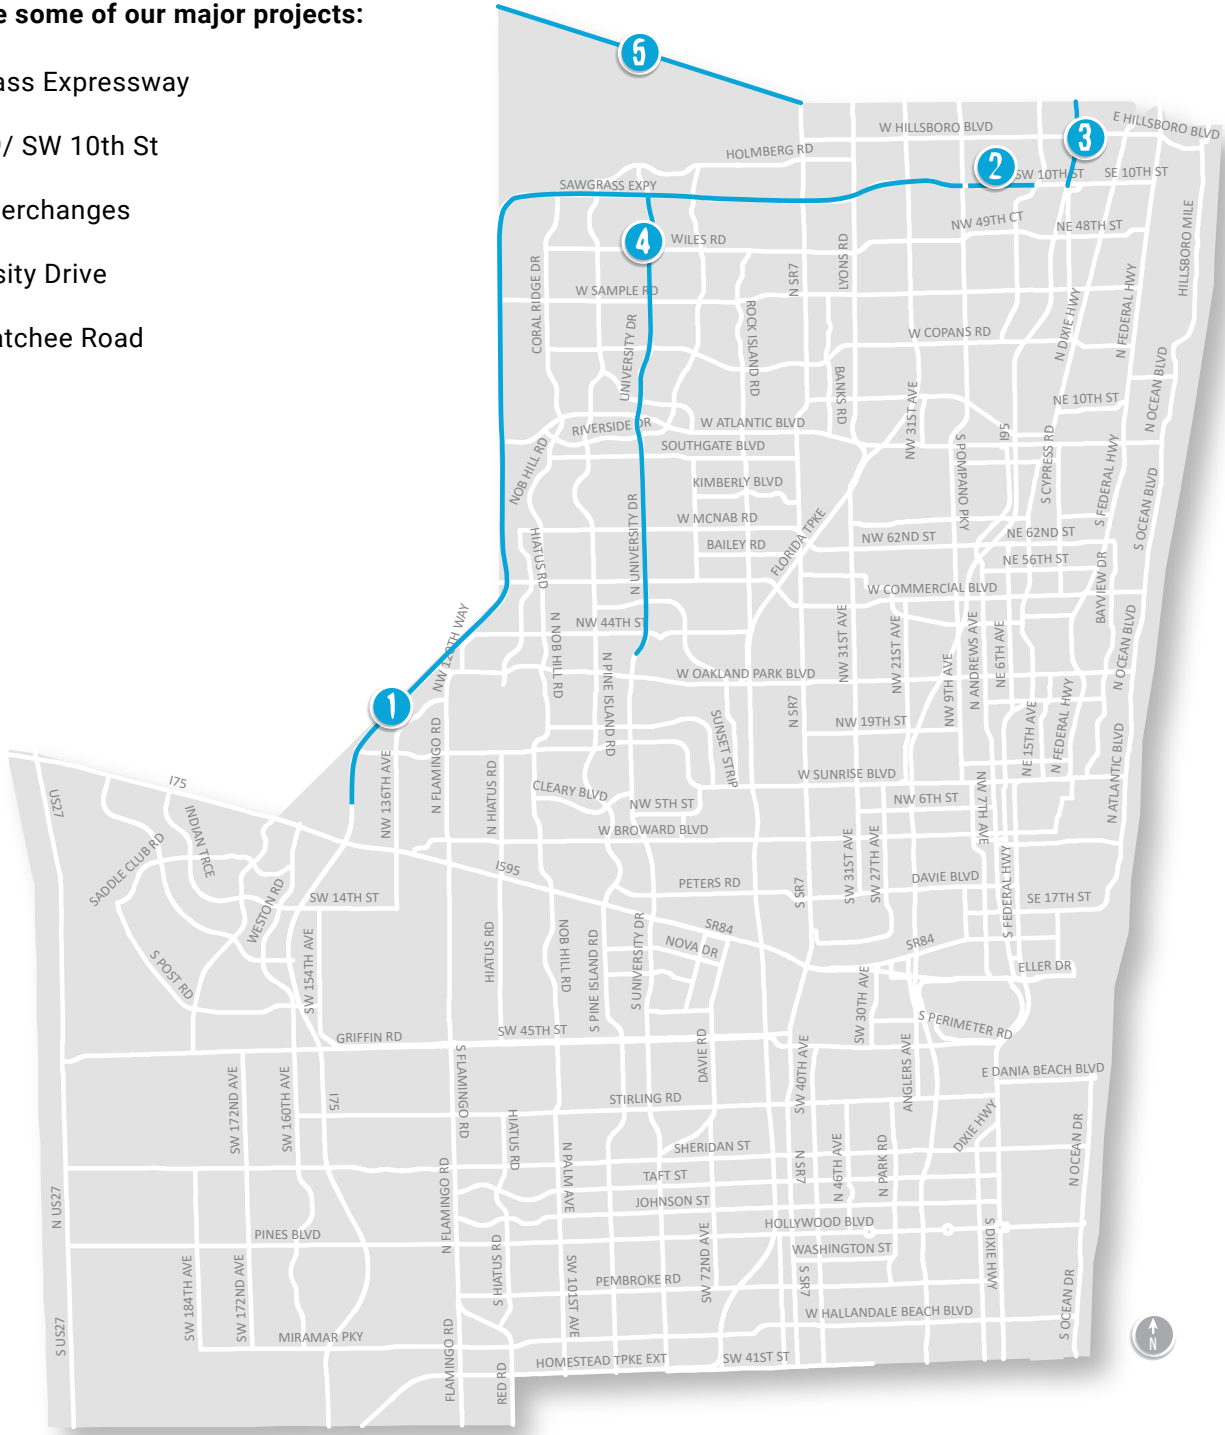 e some of our major projects:
ass Expressway
/ SW 10th St
erchanges
sity Drive
atchee Road
5
E HILLSBORO BLVD
W HILLSBORO BLVD
3
HOLMBERG RD
2
SW 10TH ST
SE 10TH ST
SAWGRASS EXPY
NW 49TH CT
NE 48TH ST
4
WILES RD
HILLSBORO MILE
CORAL RIDGE DR
N SR7
LYONS RD
W SAMPLE RD
UNIVERSITY DR
ROCK ISLAND RD
W COPANS RD
N DIXIE HWY
N FEDERAL HWY
BANKS RD
NW 31ST AVE
N OCEAN BLVD
NE 10TH ST
RIVERSIDE DR
W ATLANTIC BLVD
SOUTHGATE BLVD
I95
S CYPRESS RD
NOB HILL RD
S POMPANO PKY
S FEDERAL HWY
S OCEAN BLVD
KIMBERLY BLVD
W MCNAB RD
BAILEY RD
FLORIDA TPKE
NW 62ND ST
NE 62ND ST
NE 56TH ST
HIATUS RD
N UNIVERSITY DR
W COMMERCIAL BLVD
BAYVIEW DR
NW 120TH WAY
NW 44TH ST
N NOB HILL RD
N PINE ISLAND RD
NW 31ST AVE
NW 21ST AVE
NW 9TH AVE
N ANDREWS AVE
NE 6TH AVE
N OCEAN BLVD
W OAKLAND PARK BLVD
1
N SR7
NW 19TH ST
SUNSET STRIP
NE 15TH AVE
N FEDERAL HWY
N ATLANTIC BLVD
NW 136TH AVE
N FLAMINGO RD
N HIATUS RD
I75
US27
CLEARY BLVD
NW 5TH ST
W SUNRISE BLVD
NW 6TH ST
NW 7TH AVE
W BROWARD BLVD
INDIAN TRCE
SADDLE CLUB RD
I595
SW 31ST AVE
SW 27TH AVE
DAVIE BLVD
PETERS RD
S SR7
SE 17TH ST
S FEDERAL HWY
WESTON RD
SW 14TH ST
SR84
NOVA DR
SR84
ELLER DR
SW 154TH AVE
HIATUS RD
NOB HILL RD
S PINE ISLAND RD
S UNIVERSITY DR
S POST RD
SW 30TH AVE
S PERIMETER RD
GRIFFIN RD
SW 45TH ST
DAVIE RD
SW 40TH AVE
ANGLERS AVE
E DANIA BEACH BLVD
SW 172ND AVE
SW 160TH AVE
I75
S FLAMINGO RD
HIATUS RD
STIRLING RD
DIXIE HWY
SHERIDAN ST
N PALM AVE
N SR7
N 46TH AVE
N PARK RD
N OCEAN DR
TAFT ST
JOHNSON ST
N US27
N FLAMINGO RD
PINES BLVD
HOLLYWOOD BLVD
WASHINGTON ST
S DIXIE HWY
SW 184TH AVE
SW 172ND AVE
S HIATUS RD
SW 101ST AVE
PEMBROKE RD
SW 72ND AVE
S SR7
S OCEAN DR
W HALLANDALE BEACH BLVD
S US27
MIRAMAR PKY
FLAMINGO RD
RED RD
HOMESTEAD TPKE EXT
SW 41ST ST
N